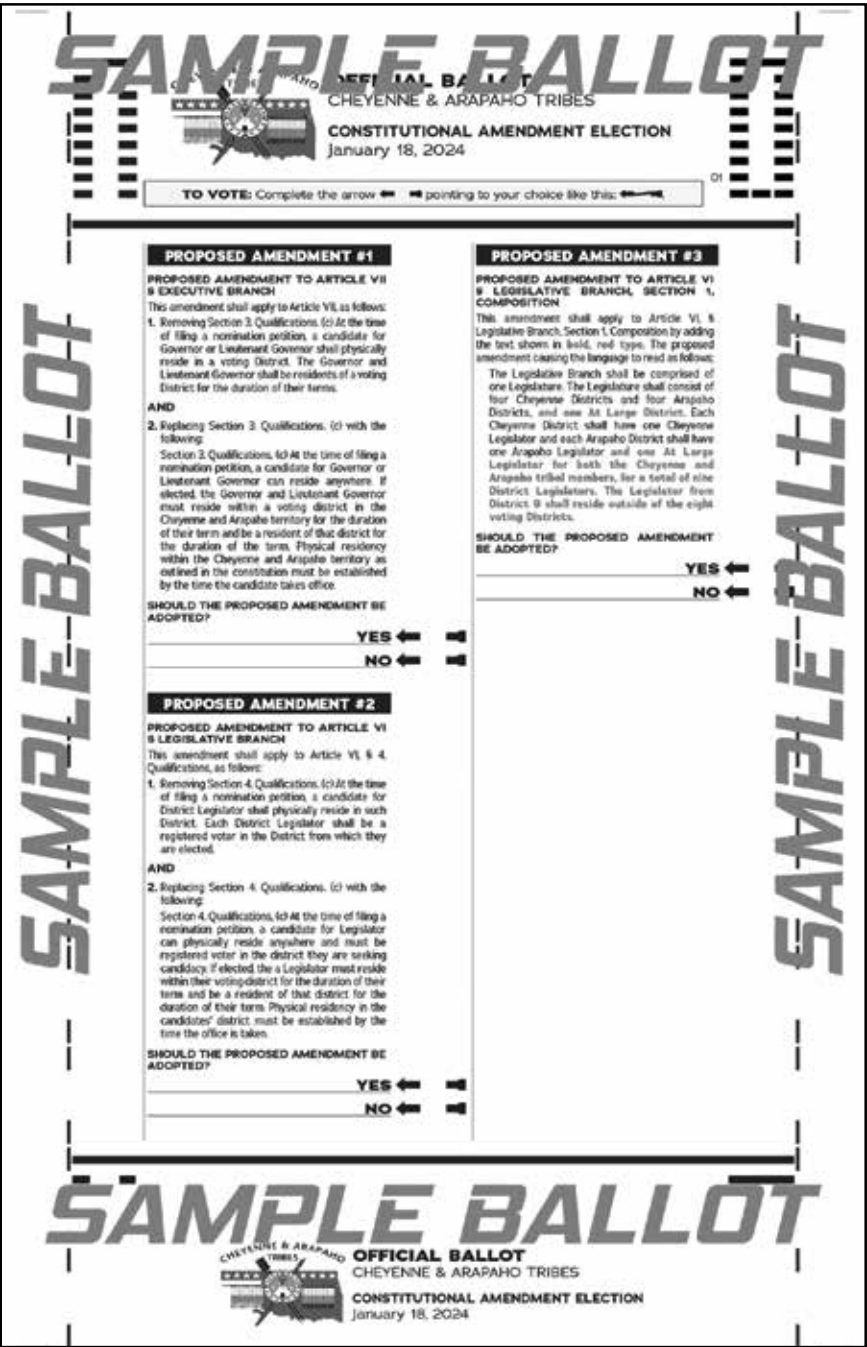 SAMPLE BALLOT
CHEYENNE & ARAPAHO
TRIBES
OFFICIAL BALLOT
CHEYENNE & ARAPAHO TRIBES
CONSTITUTIONAL AMENDMENT ELECTION
January 18, 2024
01
TO VOTE: Complete the arrow pointing to your choice like this:
SAMPLE BALLOT
PROPOSED AMENDMENT #1
PROPOSED AMENDMENT TO ARTICLE VII
§ EXECUTIVE BRANCH
This amendment shall apply to Article VII, as follows:
1. Removing Section 3. Qualifications. (c) At the time
of filing a nomination petition, a candidate for
Governor or Lieutenant Governor shall physically
reside in a voting District. The Governor and
Lieutenant Governor shall be residents of a voting
District for the duration of their terms.
AND
2. Replacing Section 3. Qualifications. (c) with the
following:
Section 3. Qualifications. (c) At the time of filing a
nomination petition, a candidate for Governor or
Lieutenant Governor can reside anywhere. If
elected, the Governor and Lieutenant Governor
must reside within a voting district in the
Cheyenne and Arapaho territory for the duration
of their term and be a resident of that district for
the duration of the term. Physical residency
within the Cheyenne and Arapaho territory as
outlined in the constitution must be established
by the time the candidate takes office.
SHOULD THE PROPOSED AMENDMENT BE
ADOPTED?
YES
NO
PROPOSED AMENDMENT #2
PROPOSED AMENDMENT TO ARTICLE VI
§ LEGISLATIVE BRANCH
This amendment shall apply to Article VI, § 4.
Qualifications, as follows:
1. Removing Section 4. Qualifications. (c) At the time
of filing a nomination petition, a candidate for
District Legislator shall physically reside in such
District. Each District Legislator shall be a
registered voter in the District from which they
are elected.
AND
2. Replacing Section 4. Qualifications. (c) with the
following:
Section 4. Qualifications. (c) At the time of filing a
nomination petition, a candidate for Legislator
can physically reside anywhere and must be
registered voter in the district they are seeking
candidacy. If elected, the a Legislator must reside
within their voting district for the duration of their
term and be a resident of that district for the
duration of their term. Physical residency in the
candidates' district must be established by the
time the office is taken.
SHOULD THE PROPOSED AMENDMENT BE
ADOPTED?
YES
NO
PROPOSED AMENDMENT #3
PROPOSED AMENDMENT TO ARTICLE VI
§ LEGISLATIVE BRANCH, SECTION 1,
COMPOSITION
This amendment shall apply to Article VI, §
Legislative Branch, Section 1. Composition by adding
the text shown in bold, red type. The proposed
amendment causing the language to read as follows:
The Legislative Branch shall be comprised of
one Legislature. The Legislature shall consist of
four Cheyenne Districts and four Arapaho
Districts, and one At Large District. Each
Cheyenne District shall have one Cheyenne
Legislator and each Arapaho District shall have
one Arapaho Legislator and one At Large
Legislator for both the Cheyenne and
Arapaho tribal members, for a total of nine
District Legislators. The Legislator from
District 9 shall reside outside of the eight
voting Districts.
SHOULD THE PROPOSED AMENDMENT
BE ADOPTED?
YES
NO
SAMPLE BALLOT
SAMPLE BALLOT
CHEYENNE & ARAPAHO
TRIBES
OFFICIAL BALLOT
CHEYENNE & ARAPAHO TRIBES
CONSTITUTIONAL AMENDMENT ELECTION
January 18, 2024